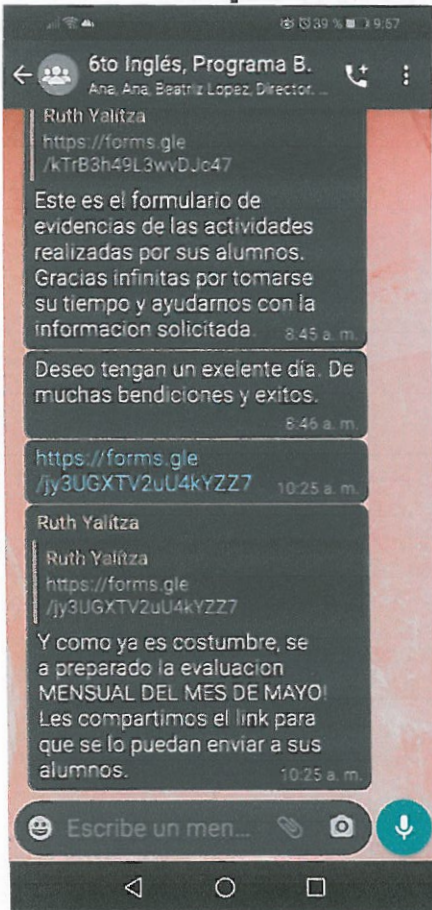 39 % 9:57
6to Inglés, Programa B.
Ana, Ana, Beatriz Lopez, Director. ...
Ruth Yalítza
https://forms.gle
/kTrB3h49L3wvDJc47
Este es el formulario de
evidencias de las actividades
realizadas por sus alumnos.
Gracias infinitas por tomarse
su tiempo y ayudarnos con la
informacion solicitada. 8:45 a. m.
Deseo tengan un exelente día. De
muchas bendiciones y exitos.
8:46 a. m.
https://forms.gle
/jy3UGXTV2uU4kYZZ7 10:25 a. m.
Ruth Yalítza
Ruth Yalítza
https://forms.gle
/jy3UGXTV2uU4kYZZ7
Y como ya es costumbre, se
a preparado la evaluacion
MENSUAL DEL MES DE MAYO!
Les compartimos el link para
que se lo puedan enviar a sus
alumnos. 10:25 a. m.
Escribe un men...